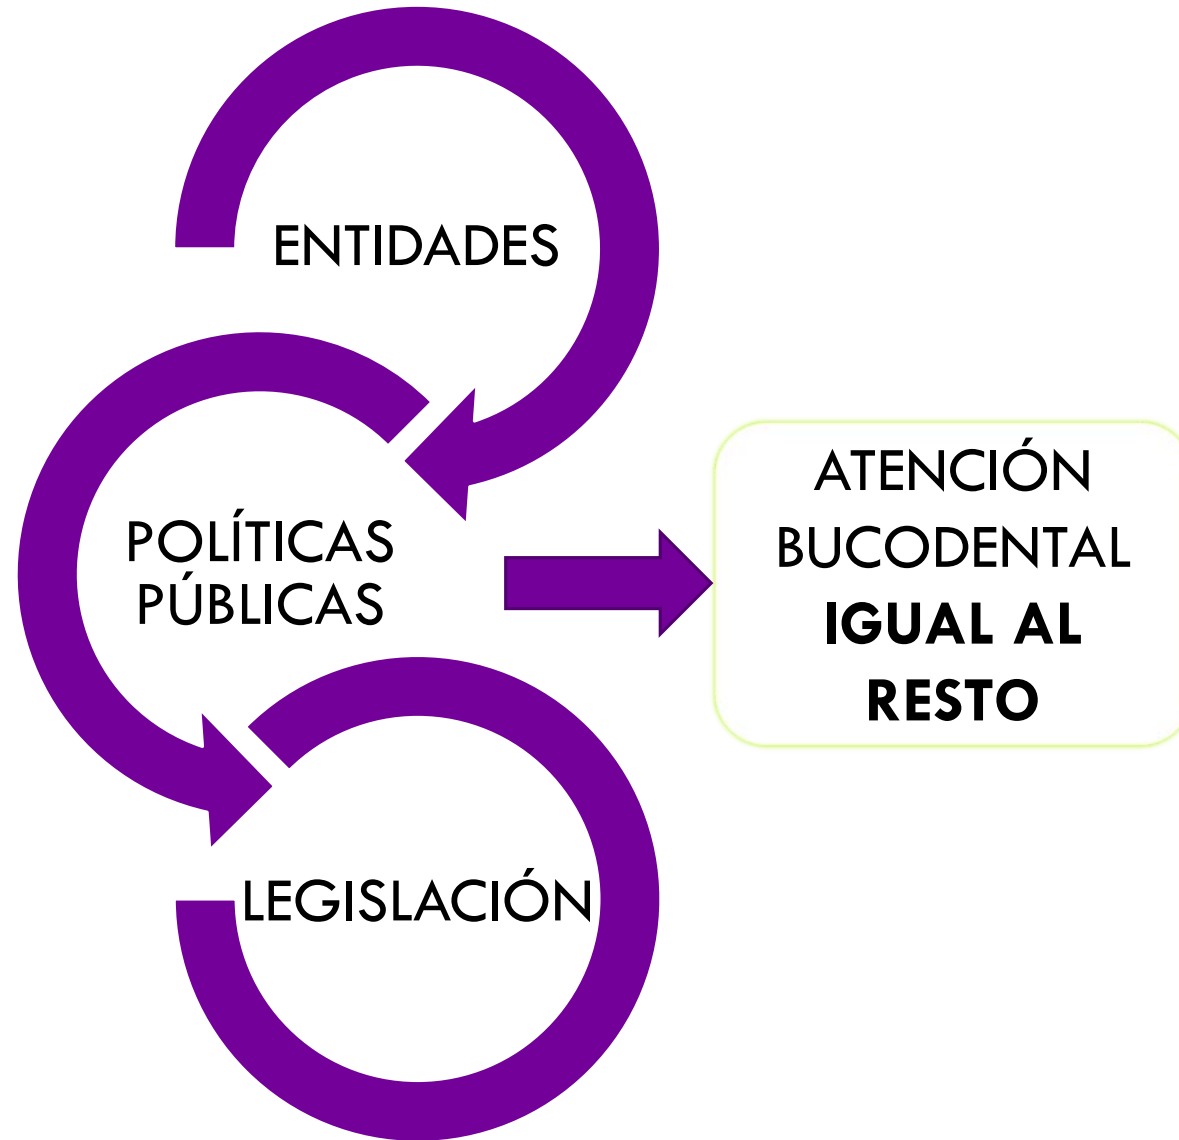 ENTIDADES
POLÍTICAS
PÚBLICAS
ATENCIÓN
BUCODENTAL
IGUAL AL
RESTO
LEGISLACIÓN